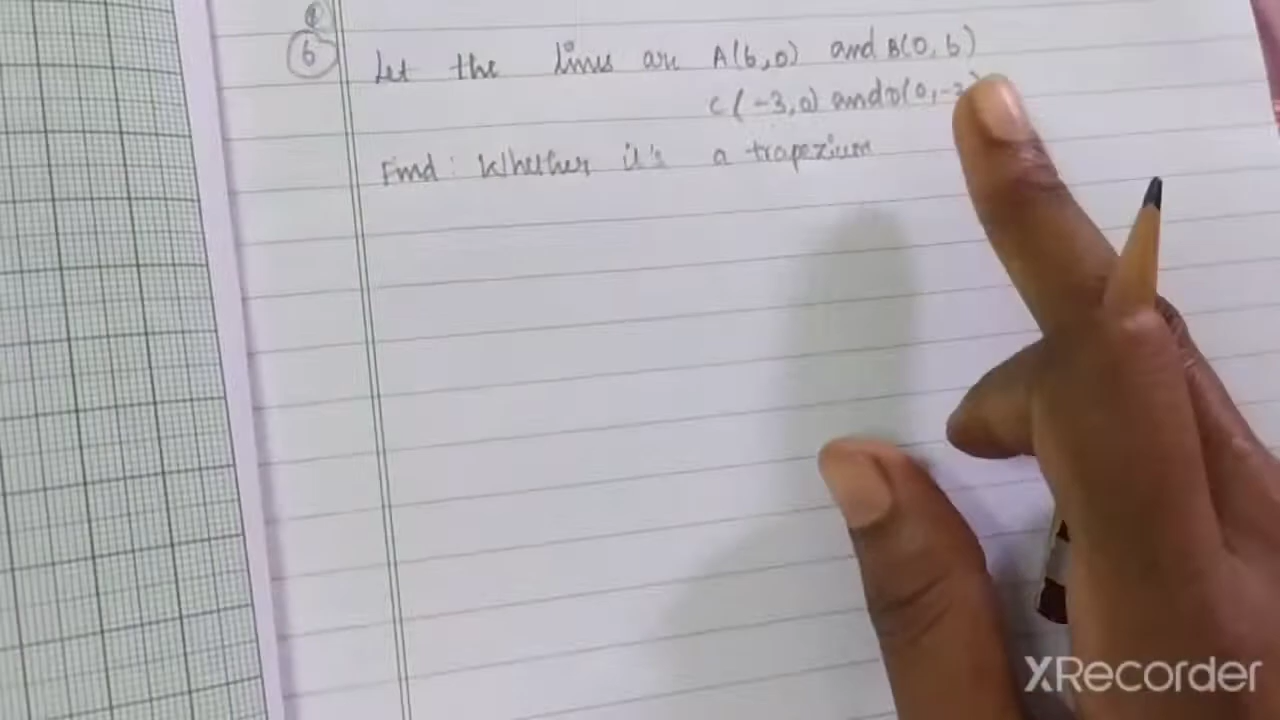 6
Let the lines are A(6,0) and B(0,6)
C(-3,0) and D(0,-3)
Find: Whether it's a trapezium
XRecorder